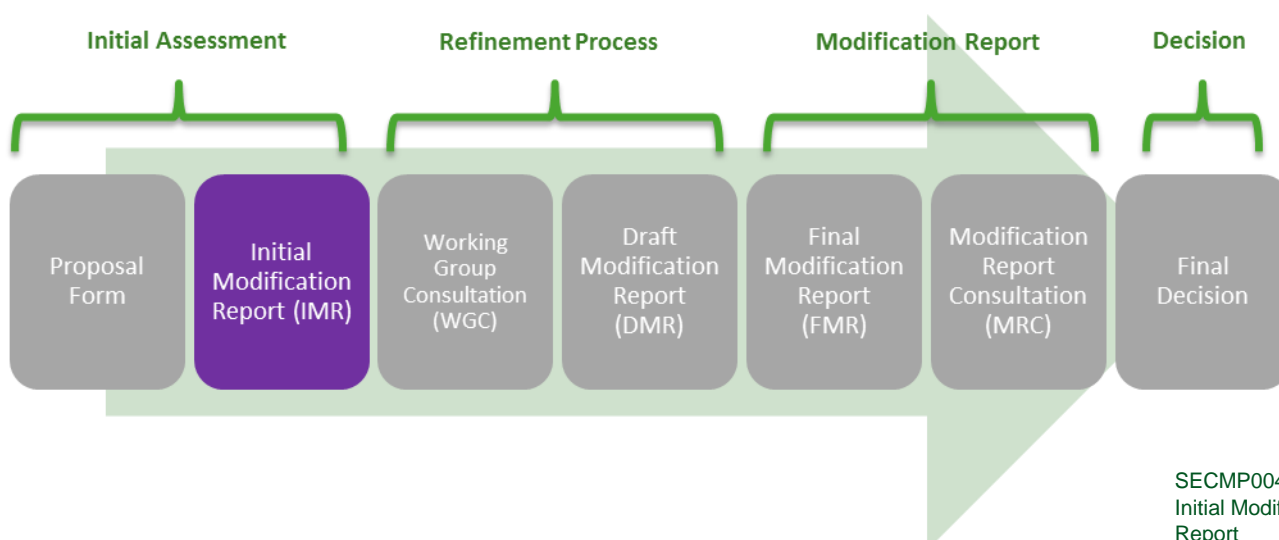 Initial Assessment
Refinement Process
Modification Report
Decision
Proposal
Form
Initial
Modification
Report (IMR)
Working
Group
Consultation
(WGC)
Draft
Modification
Report
(DMR)
Final
Modification
Report
(FMR)
Modification
Report
Consultation
(MRC)
Final
Decision
Initial
Report